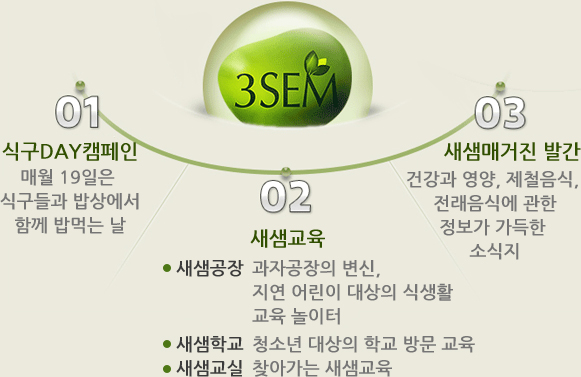 3SEM
01
식구DAY캠페인
매월 19일은
식구들과 밥상에서
함께 밥먹는 날
02
새샘교육
● 새샘공장 과자공장의 변신,
지연 어린이 대상의 식생활
교육 놀이터
● 새샘학교 청소년 대상의 학교 방문 교육
● 새샘교실 찾아가는 새샘교육
03
새샘매거진 발간
건강과 영양, 제철음식,
전래음식에 관한
정보가 가득한
소식지